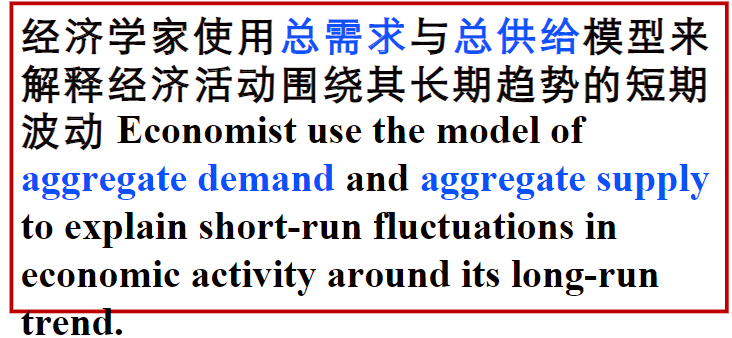 经济学家使用总需求与总供给模型来
解释经济活动围绕其长期趋势的短期
波动 Economist use the model of
aggregate demand and aggregate supply
to explain short-run fluctuations in
economic activity around its long-run
trend.